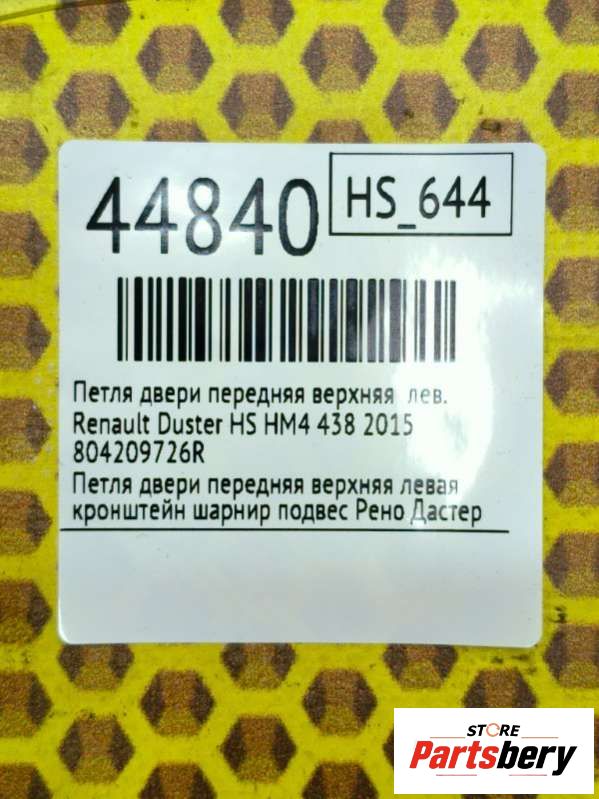 44840
HS_644
Петля двери передняя верхняя лев.
Renault Duster HS HM4 438 2015
804209726R
Петля двери передняя верхняя левая
кронштейн шарнир подвес Рено Дастер
STORE
Partsbery